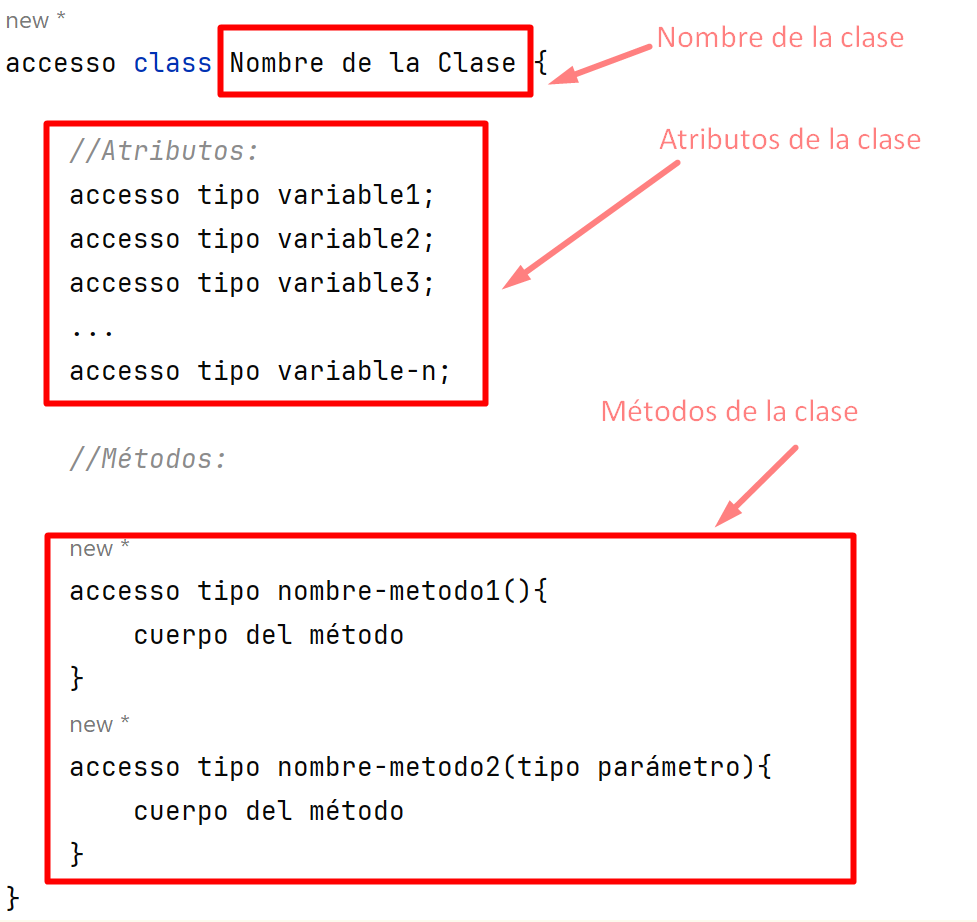 new *
accesso class Nombre de la Clase {
Nombre de la clase
//Atributos:
Atributos de la clase
accesso tipo variable1;
accesso tipo variable2;
accesso tipo variable3;
...
accesso tipo variable-n;
Métodos de la clase
//Métodos:
new *
accesso tipo nombre-metodo1(){
cuerpo del método
}
new *
accesso tipo nombre-metodo2(tipo parámetro){
cuerpo del método
}
}